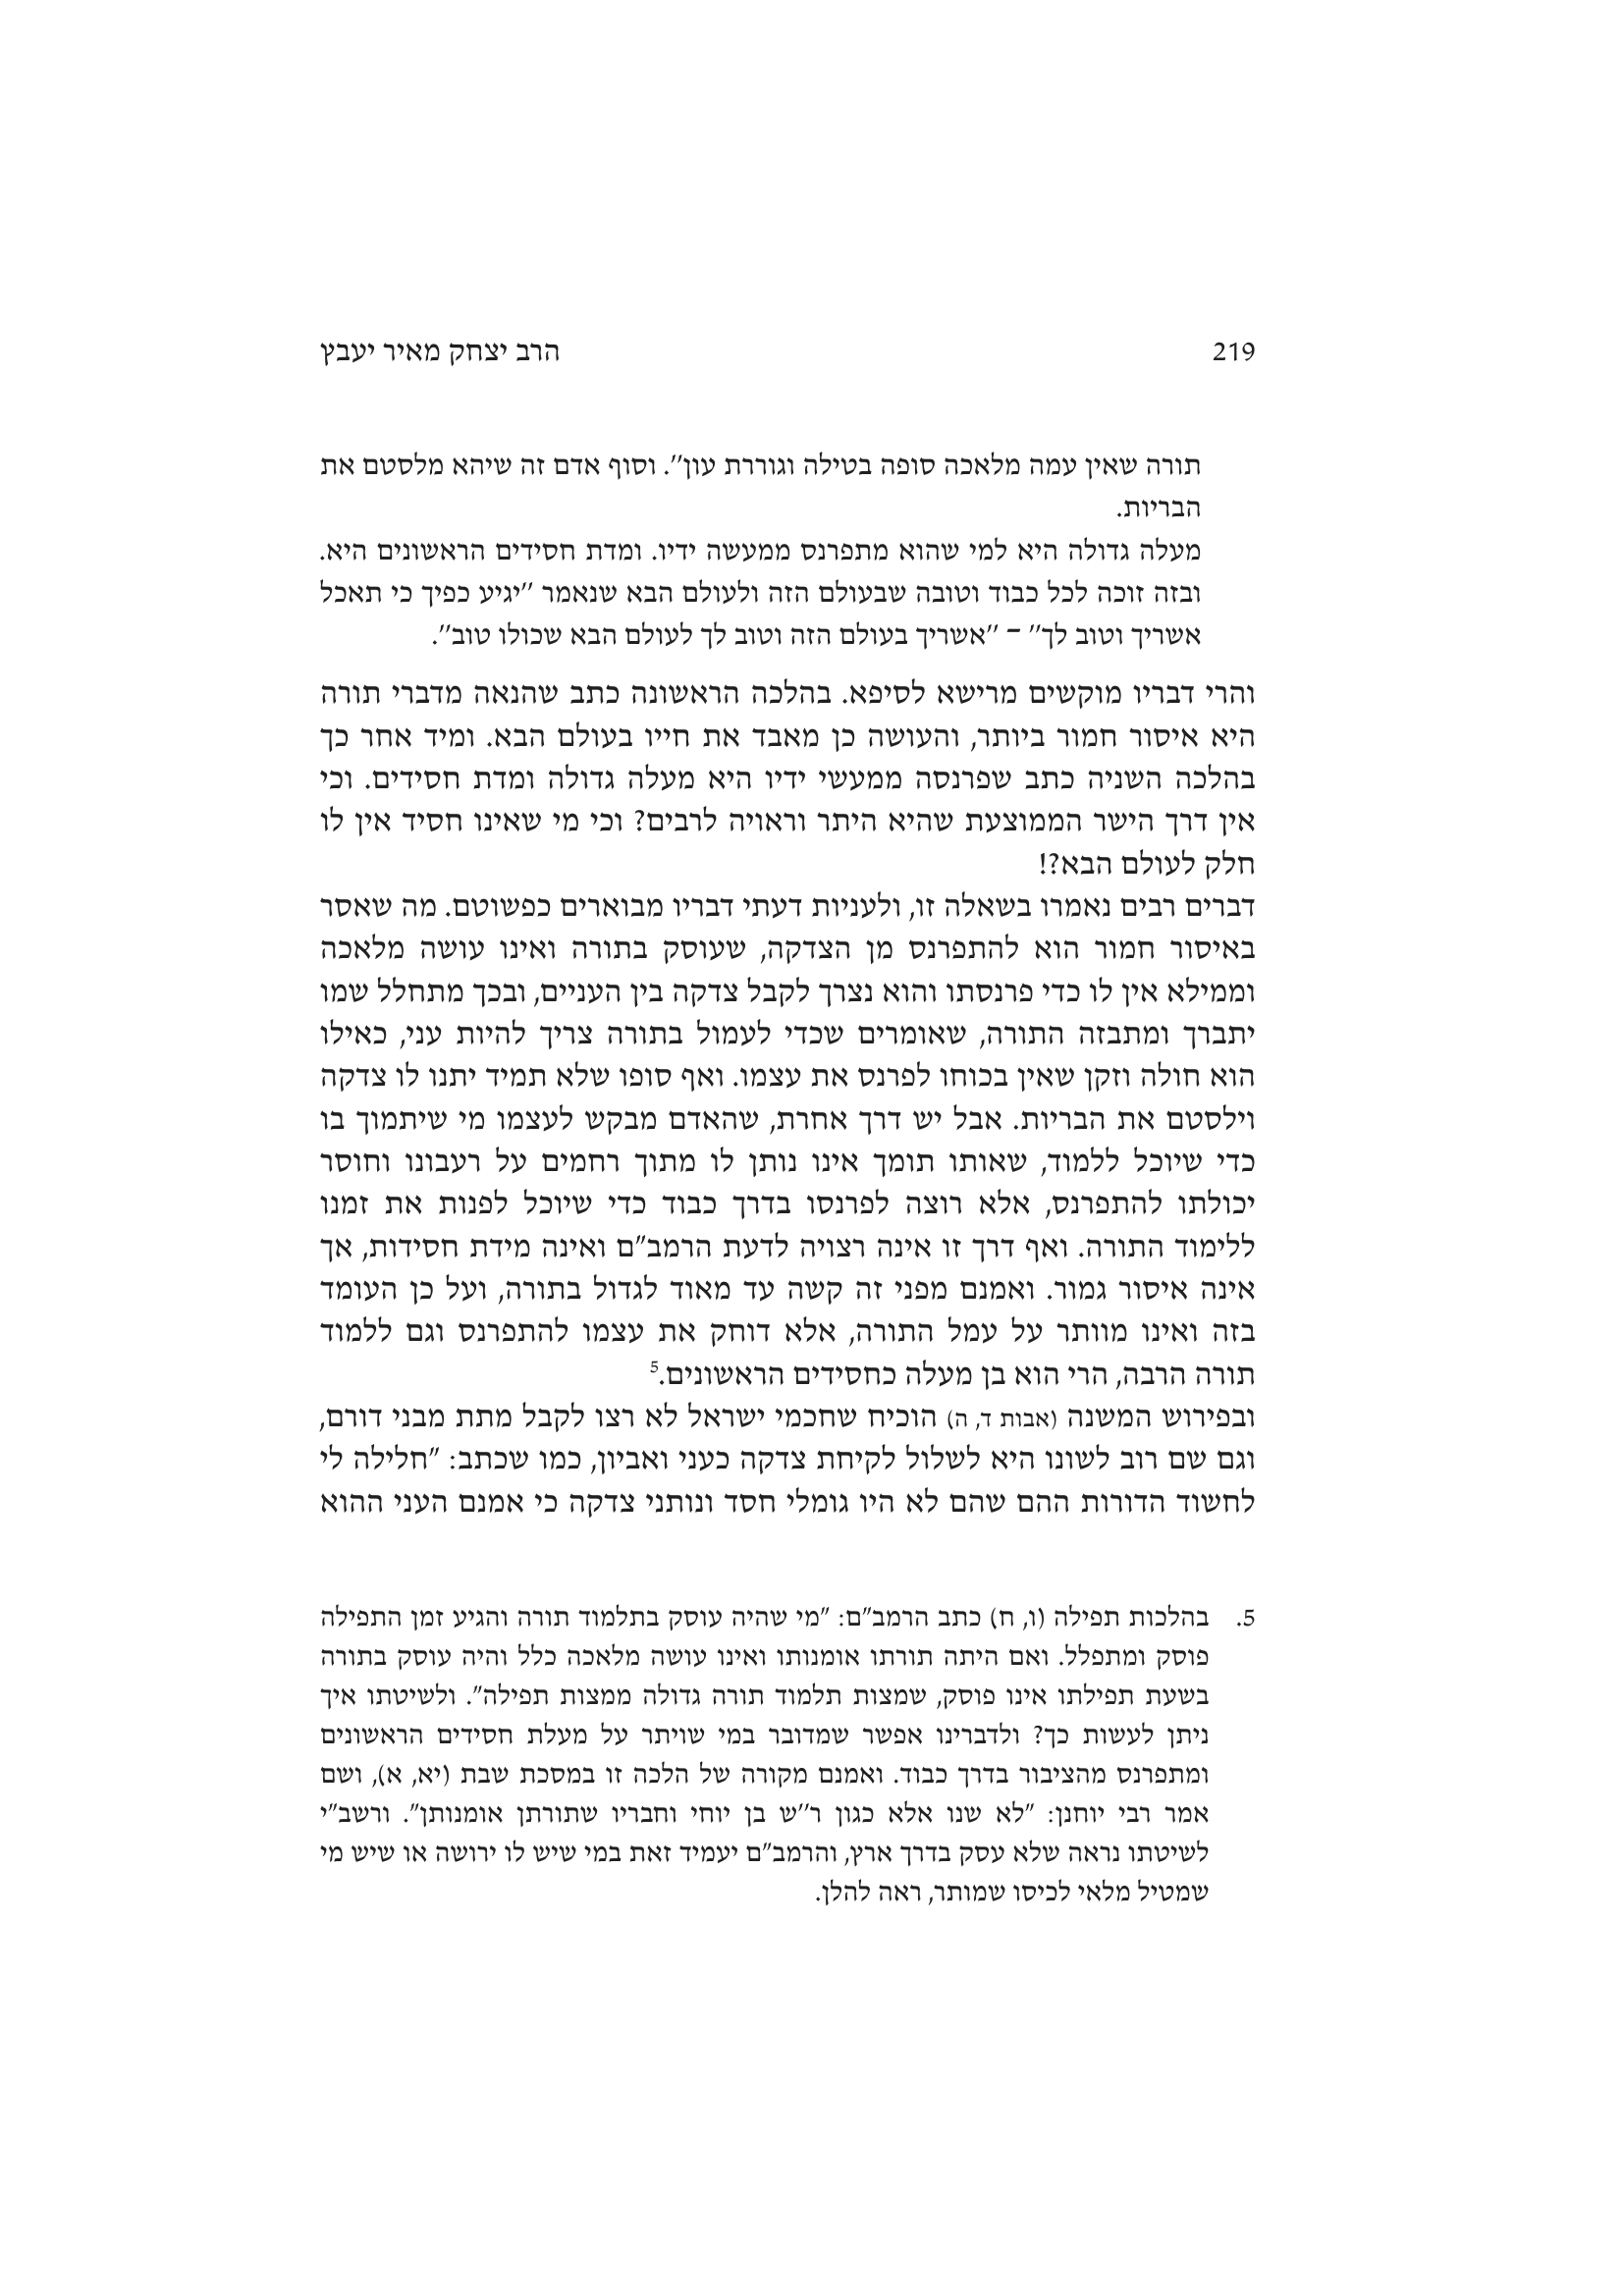 219
הרב יצחק מאיר יעבץ
תורה שאין עמה מלאכה סופה בטילה וגוררת עון''. וסוף אדם זה שיהא מלסטם את
הבריות.
מעלה גדולה היא למי שהוא מתפרנס ממעשה ידיו. ומדת חסידים הראשונים היא.
ובזה זוכה לכל כבוד וטובה שבעולם הזה ולעולם הבא שנאמר ''יגיע כפיך כי תאכל
אשריך וטוב לך'' – ''אשריך בעולם הזה וטוב לך לעולם הבא שכולו טוב''.
והרי דבריו מוקשים מרישא לסיפא. בהלכה הראשונה כתב שהנאה מדברי תורה
היא איסור חמור ביותר, והעושה כן מאבד את חייו בעולם הבא. ומיד אחר כך
בהלכה השניה כתב שפרנסה ממעשי ידיו היא מעלה גדולה ומדת חסידים. וכי
אין דרך הישר הממוצעת שהיא היתר וראויה לרבים? וכי מי שאינו חסיד אין לו
חלק לעולם הבא?!
דברים רבים נאמרו בשאלה זו, ולעניות דעתי דבריו מבוארים כפשוטם. מה שאסר
באיסור חמור הוא להתפרנס מן הצדקה, שעוסק בתורה ואינו עושה מלאכה
וממילא אין לו כדי פרנסתו והוא נצרך לקבל צדקה בין העניים, ובכך מתחלל שמו
יתברך ומתבזה התורה, שאומרים שכדי לעמול בתורה צריך להיות עני, כאילו
הוא חולה וזקן שאין בכוחו לפרנס את עצמו. ואף סופו שלא תמיד יתנו לו צדקה
וילסטם את הבריות. אבל יש דרך אחרת, שהאדם מבקש לעצמו מי שיתמוך בו
כדי שיוכל ללמוד, שאותו תומך אינו נותן לו מתוך רחמים על רעבונו וחוסר
יכולתו להתפרנס, אלא רוצה לפרנסו בדרך כבוד כדי שיוכל לפנות את זמנו
ללימוד התורה. ואף דרך זו אינה רצויה לדעת הרמב"ם ואינה מידת חסידות, אך
אינה איסור גמור. ואמנם מפני זה קשה עד מאוד לגדול בתורה, ועל כן העומד
בזה ואינו מוותר על עמל התורה, אלא דוחק את עצמו להתפרנס וגם ללמוד
תורה הרבה, הרי הוא בן מעלה כחסידים הראשונים.5
ובפירוש המשנה (אבות ד, ה) הוכיח שחכמי ישראל לא רצו לקבל מתת מבני דורם,
וגם שם רוב לשונו היא לשלול לקיחת צדקה כעני ואביון, כמו שכתב: "חלילה לי
לחשוד הדורות ההם שהם לא היו גומלי חסד ונותני צדקה כי אמנם העני ההוא
5. בהלכות תפילה (ו, ח) כתב הרמב"ם: "מי שהיה עוסק בתלמוד תורה והגיע זמן התפילה
פוסק ומתפלל. ואם היתה תורתו אומנותו ואינו עושה מלאכה כלל והיה עוסק בתורה
בשעת תפילתו אינו פוסק, שמצות תלמוד תורה גדולה ממצות תפילה". ולשיטתו איך
ניתן לעשות כך? ולדברינו אפשר שמדובר במי שויתר על מעלת חסידים הראשונים
ומתפרנס מהציבור בדרך כבוד. ואמנם מקורה של הלכה זו במסכת שבת (יא, א), ושם
אמר רבי יוחנן: "לא שנו אלא כגון ר''ש בן יוחי וחבריו שתורתן אומנותן". ורשב"י
לשיטתו נראה שלא עסק בדרך ארץ, והרמב"ם יעמיד זאת במי שיש לו ירושה או שיש מי
שמטיל מלאי לכיסו שמותר, ראה להלן.